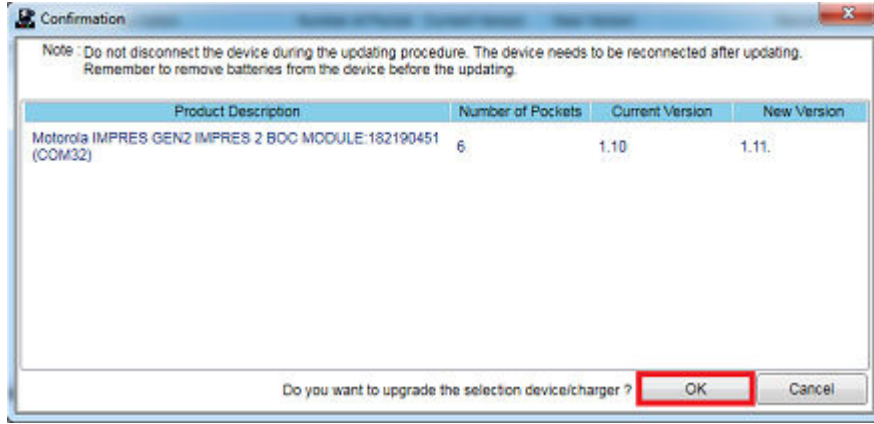 Confirmation
Note : Do not disconnect the device during the updating procedure. The device needs to be reconnected after updating.
Remember to remove batteries from the device before the updating.
Product Description Number of Pockets Current Version New Version
Motorola IMPRES GEN2 IMPRES 2 BOC MODULE:182190451 6 1.10 1.11.
(COM32)
Do you want to upgrade the selection device/charger ? OK Cancel